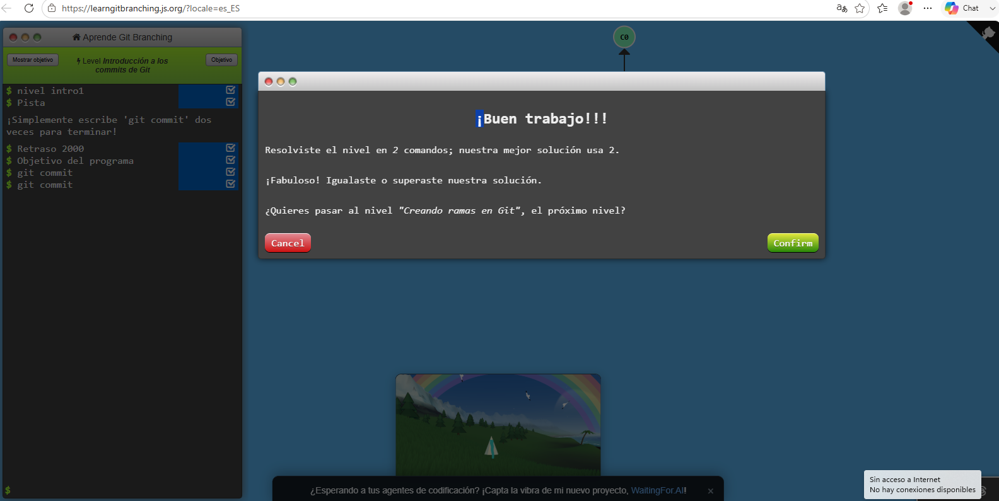 https://learngitbranching.js.org/?locale=es_ES
Chat
Aprende Git Branching
Mostrar objetivo
Level Introducción a los
commits de Git
Objetivo
$ nivel intro1
$ Pista
¡Simplemente escribe 'git commit' dos
veces para terminar!
$ Retraso 2000
$ Objetivo del programa
$ git commit
$ git commit
$
C0
¡Buen trabajo!!!
Resolviste el nivel en 2 comandos; nuestra mejor solución usa 2.
¡Fabuloso! Igualaste o superaste nuestra solución.
¿Quieres pasar al nivel "Creando ramas en Git", el próximo nivel?
Cancel
Confirm
¿Esperando a tus agentes de codificación? ¡Capta la vibra de mi nuevo proyecto, WaitingFor.AI!
Sin acceso a Internet
No hay conexiones disponibles